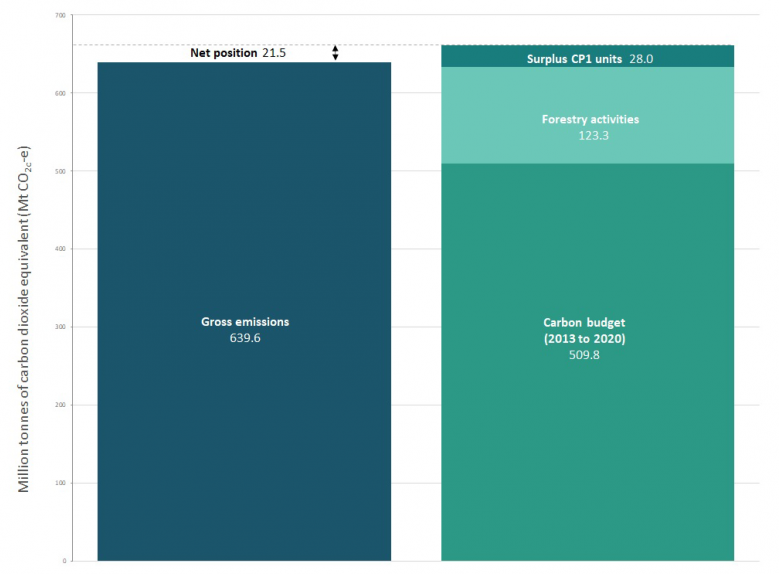 Million tonnes of carbon dioxide equivalent (Mt CO2c-e)
700
600
500
400
300
200
100
0
Net position 21.5
Gross emissions
639.6
Surplus CP1 units 28.0
Forestry activities
123.3
Carbon budget
(2013 to 2020)
509.8